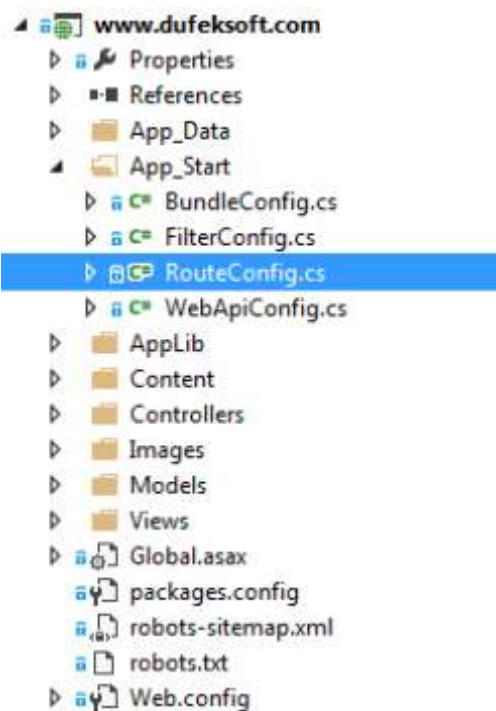 www.dufeksoft.com
Properties
References
App_Data
App_Start
C# BundleConfig.cs
C# FilterConfig.cs
C# RouteConfig.cs
C# WebApiConfig.cs
AppLib
Content
Controllers
Images
Models
Views
Global.asax
packages.config
robots-sitemap.xml
robots.txt
Web.config